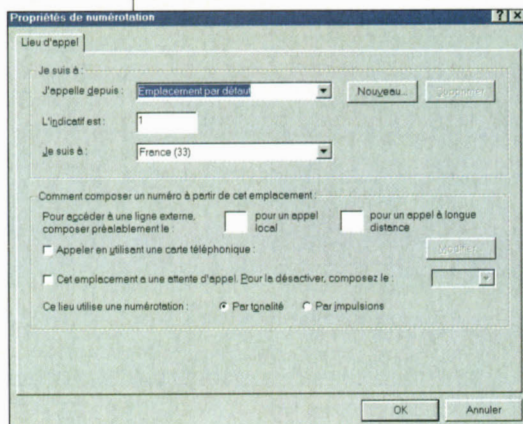 Propriétés de numérotation
Lieu d'appel
Je suis à :
J'appelle depuis : Emplacement par défaut Nouveau... Supprimer
L'indicatif est : 1
Je suis à : France (33)
Comment composer un numéro à partir de cet emplacement :
Pour accéder à une ligne externe, composer préalablement le : pour un appel local pour un appel à longue distance
Appeler en utilisant une carte téléphonique : Modifier...
Cet emplacement a une attente d'appel. Pour la désactiver, composez le :
Ce lieu utilise une numérotation : Par tonalité Par impulsions
OK Annuler